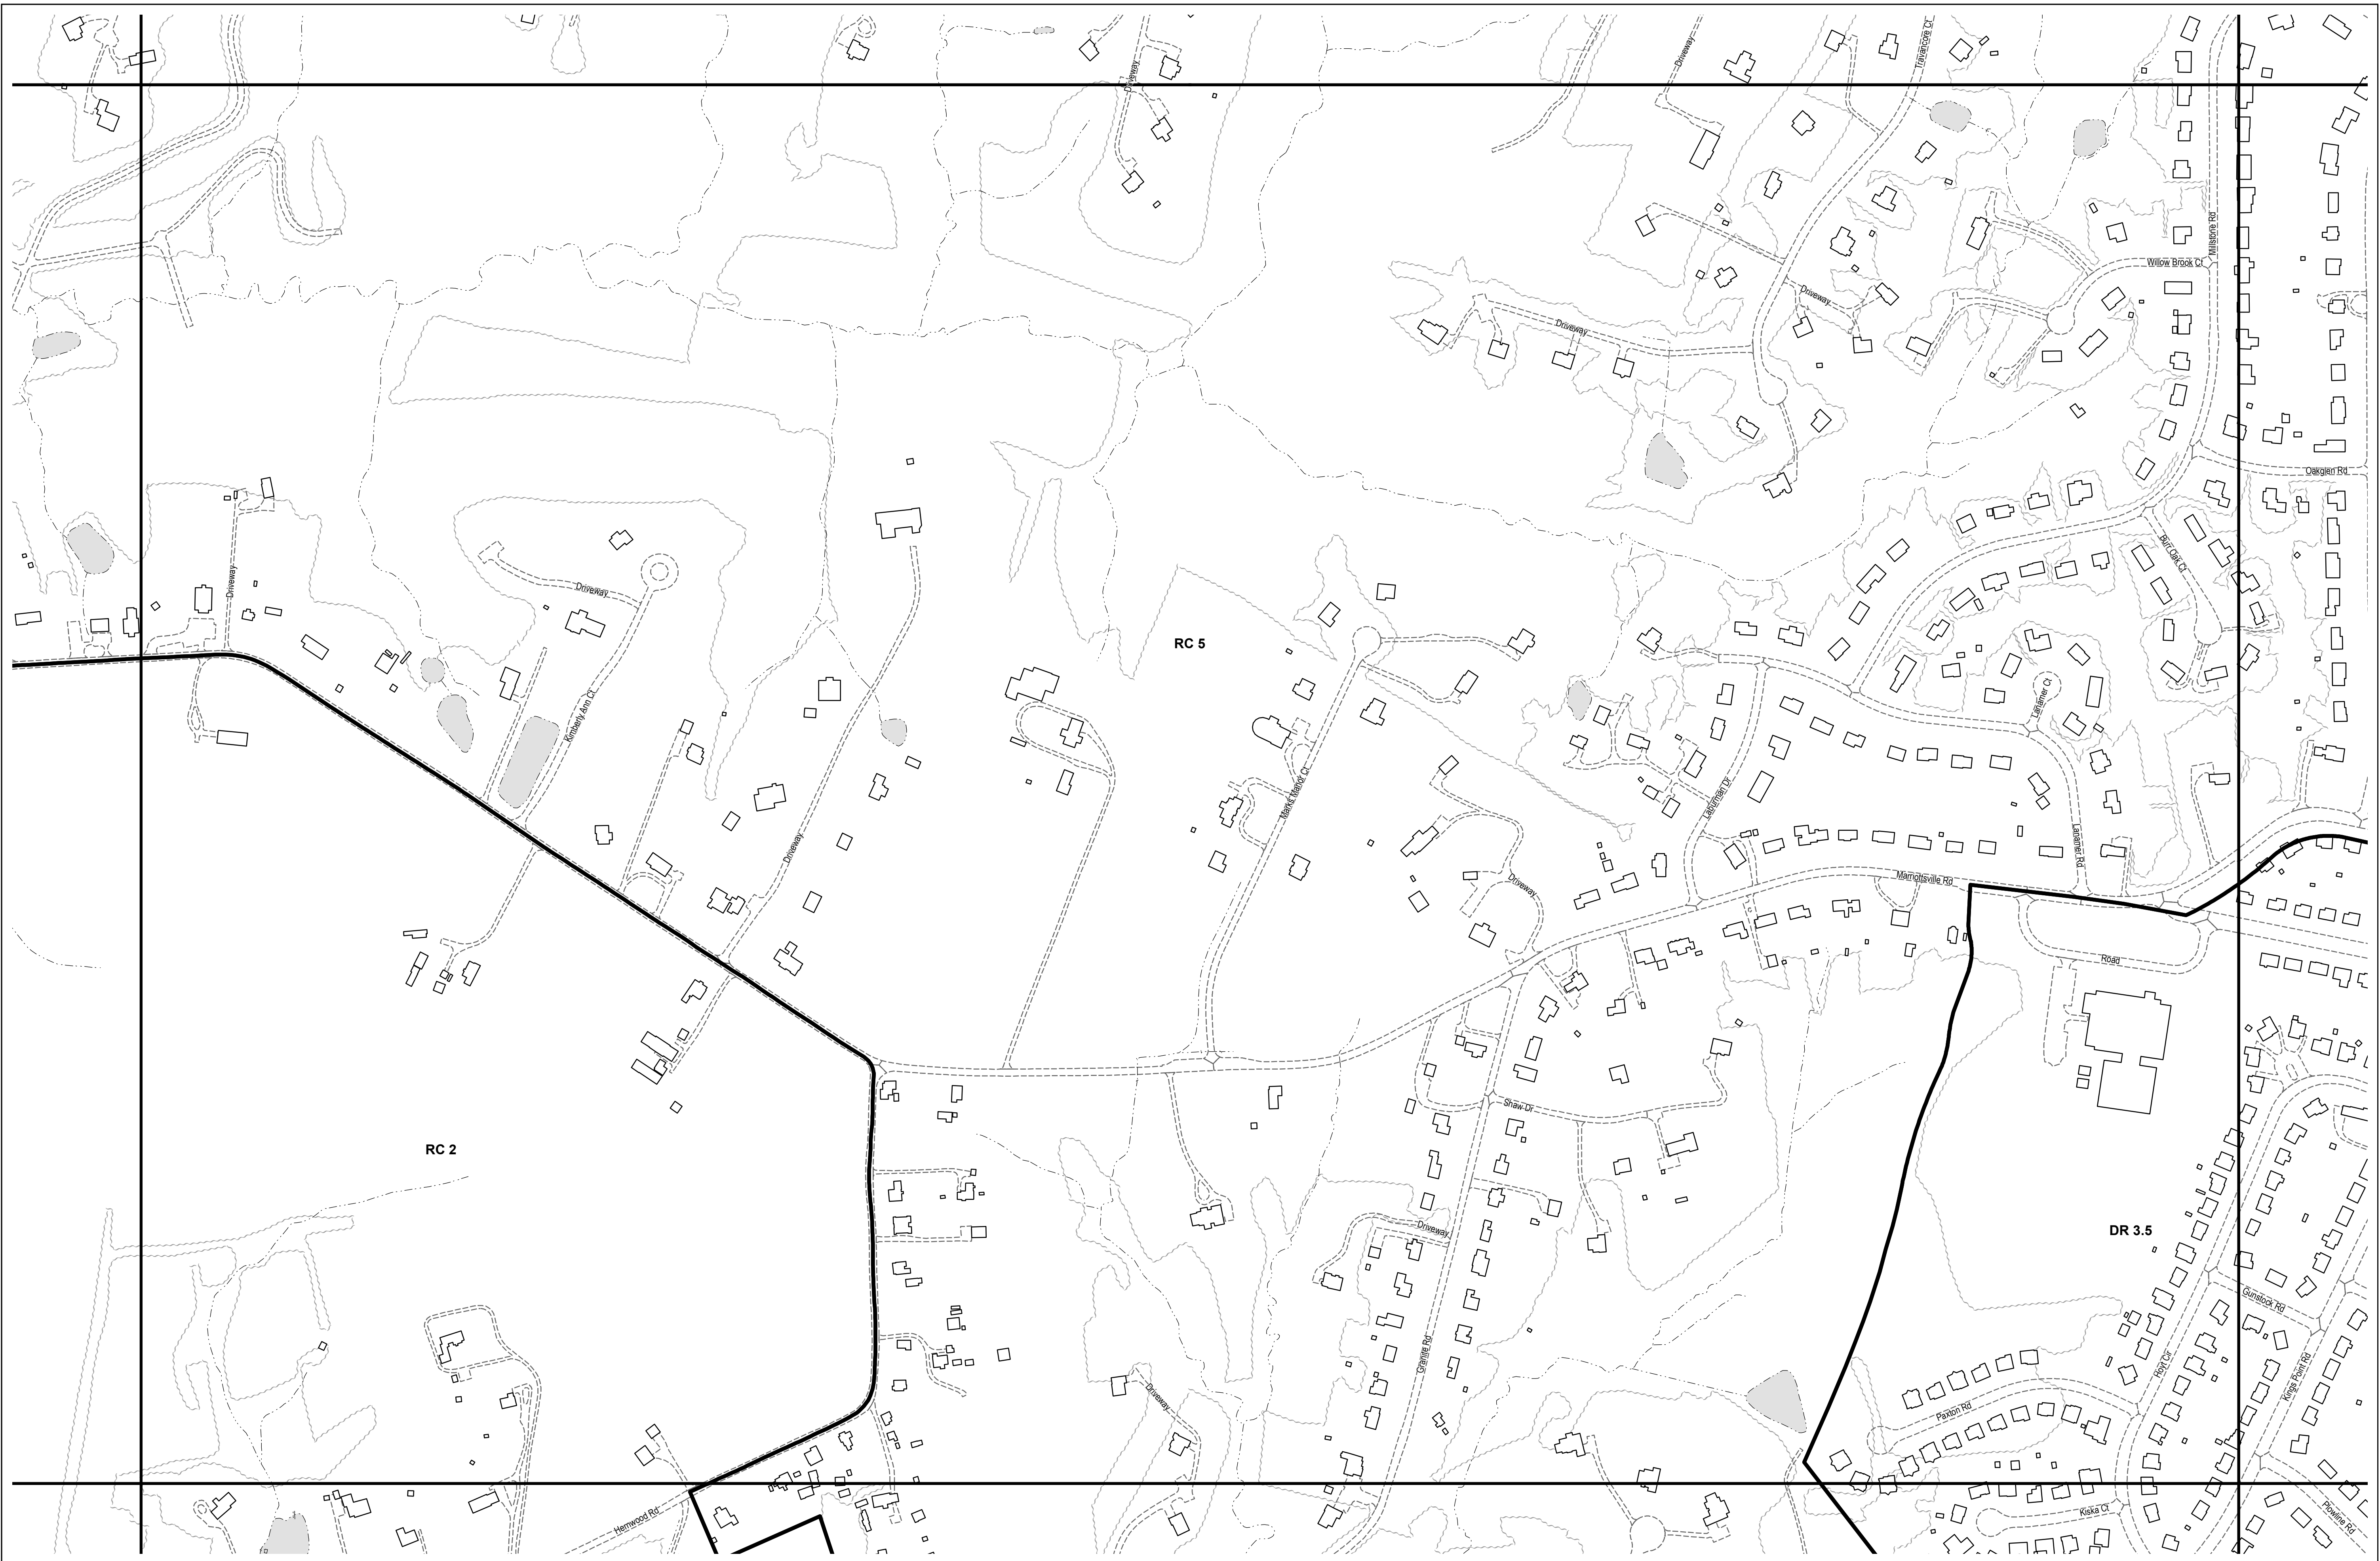 Driveway
Driveway
Travancore Ct
Millstone Rd
Willow Brook Ct
Driveway
Driveway
Oakglen Rd
Burr Oak Ct
Driveway
Driveway
RC 5
Kimberly Ann Ct
Lanamer Ct
Marks Manor Ct
Laburnum Dr
Driveway
Lanamer Rd
Driveway
Marriottsville Rd
Road
Shaw Dr
RC 2
Driveway
DR 3.5
Gunstock Rd
Granite Rd
Hoyt Cir
Kings Point Rd
Driveway
Paxton Rd
Hernwood Rd
Kiska Ct
Plowline Rd